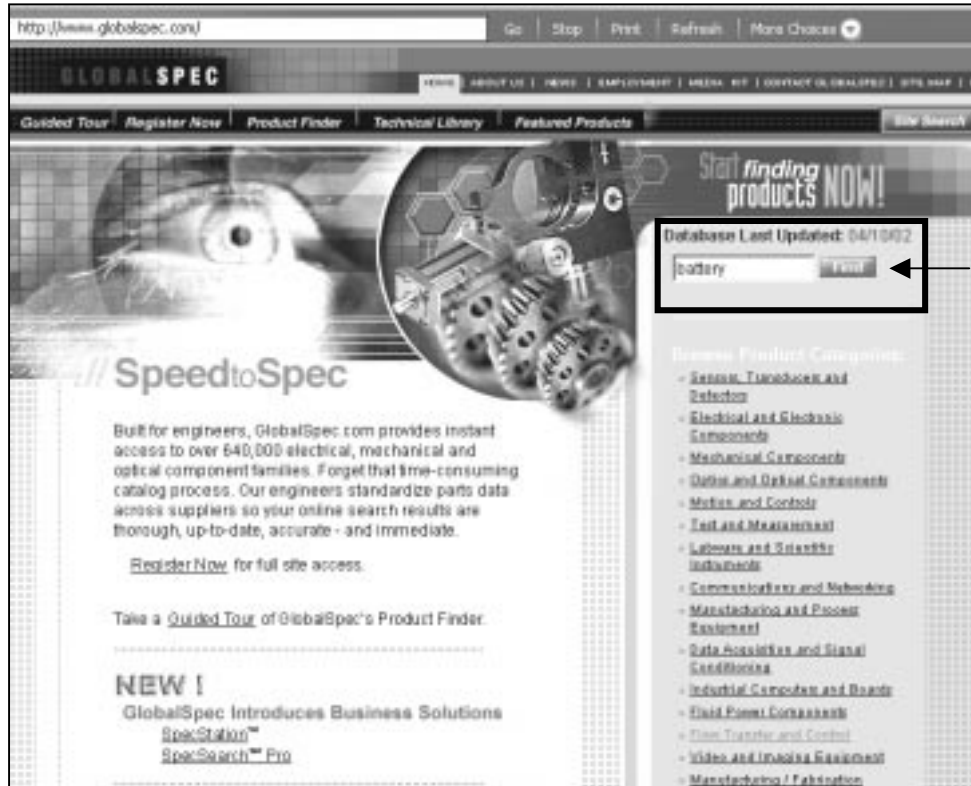 http://www.globalspec.com/
Go | Stop | Print | Refresh | More Choices
GLOBALSPEC
HOME | ABOUT US | NEWS | EMPLOYMENT | MEDIA KIT | CONTACT GLOBALSPEC | SITE MAP |
Guided Tour | Register Now | Product Finder | Technical Library | Featured Products
Site Search
Start finding
products NOW!
Database Last Updated: 04/10/02
battery
Find
//SpeedtoSpec
Built for engineers, GlobalSpec.com provides instant
access to over 640,000 electrical, mechanical and
optical component families. Forget that time-consuming
catalog process. Our engineers standardize parts data
across suppliers so your online search results are
thorough, up-to-date, accurate - and immediate.
Register Now for full site access.
Take a Guided Tour of GlobalSpec's Product Finder.
NEW !
GlobalSpec Introduces Business Solutions
SpecStation™
SpecSearch™ Pro
Browse Product Categories:
Sensors, Transducers and
Detectors
Electrical and Electronic
Components
Mechanical Components
Optics and Optical Components
Motion and Controls
Test and Measurement
Labware and Scientific
Instruments
Communications and Networking
Manufacturing and Process
Equipment
Data Acquisition and Signal
Conditioning
Industrial Computers and Boards
Fluid Power Components
Flow Transfer and Control
Video and Imaging Equipment
Manufacturing / Fabrication